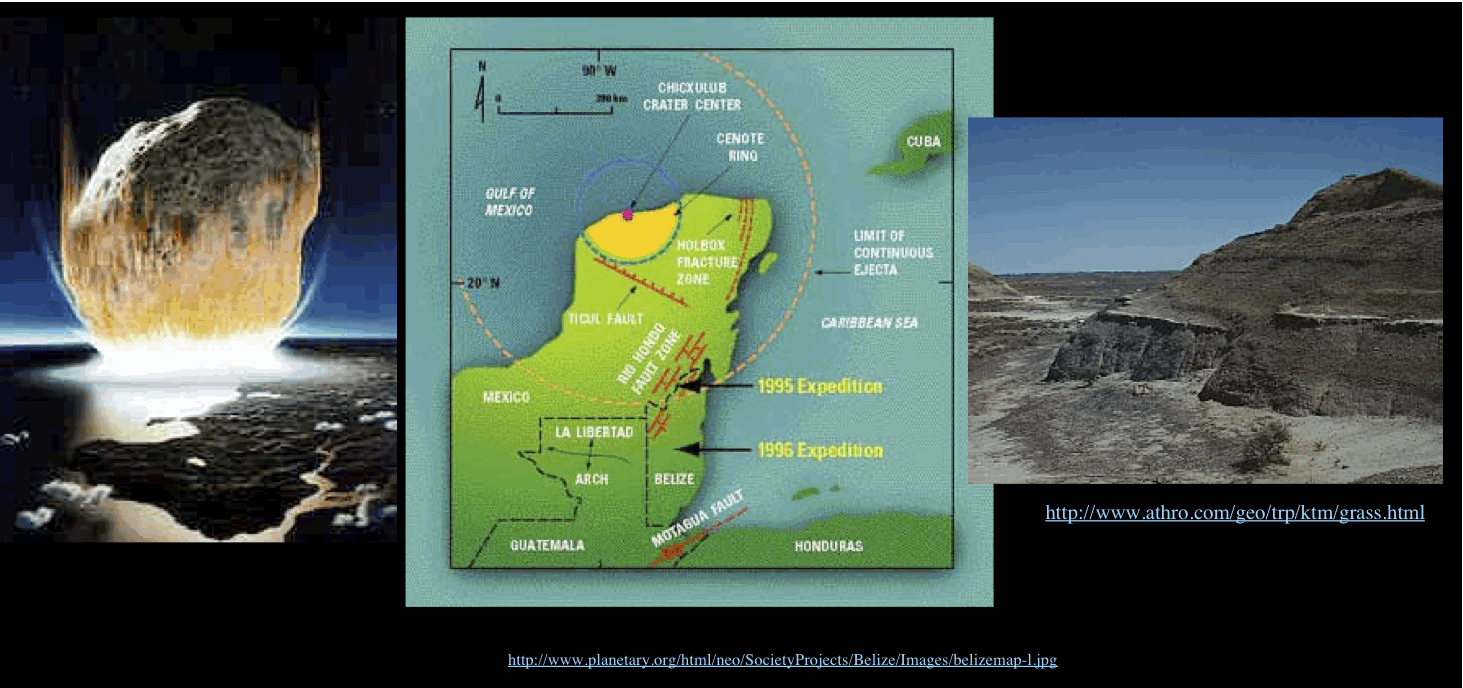 N
90° W
0
200 km
CHICXULUB
CRATER CENTER
CENOTE
RING
CUBA
GULF OF
MEXICO
HOLBOX
FRACTURE
ZONE
LIMIT OF
CONTINUOUS
EJECTA
20° N
TICUL FAULT
CARIBBEAN SEA
RIO HONDO
FAULT ZONE
1995 Expedition
MEXICO
LA LIBERTAD
ARCH
1996 Expedition
BELIZE
MOTAGUA FAULT
GUATEMALA
HONDURAS
http://www.athro.com/geo/trp/ktm/grass.html
http://www.planetary.org/html/neo/SocietyProjects/Belize/Images/belizemap-l.jpg